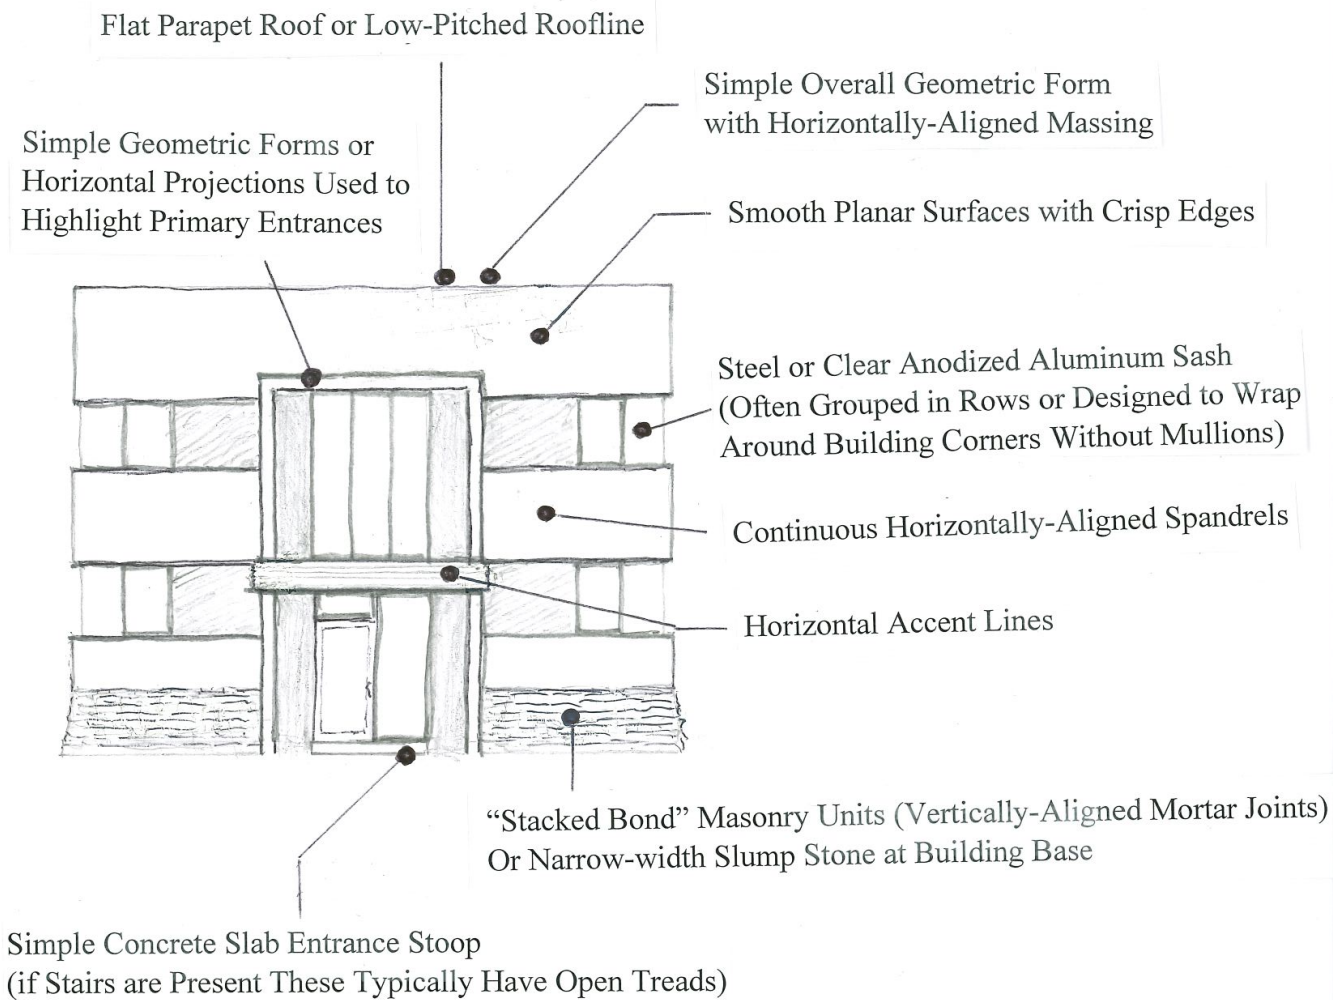 Flat Parapet Roof or Low-Pitched Roofline
Simple Overall Geometric Form
with Horizontally-Aligned Massing
Simple Geometric Forms or
Horizontal Projections Used to
Highlight Primary Entrances
Smooth Planar Surfaces with Crisp Edges
Steel or Clear Anodized Aluminum Sash
(Often Grouped in Rows or Designed to Wrap
Around Building Corners Without Mullions)
Continuous Horizontally-Aligned Spandrels
Horizontal Accent Lines
“Stacked Bond” Masonry Units (Vertically-Aligned Mortar Joints)
Or Narrow-width Slump Stone at Building Base
Simple Concrete Slab Entrance Stoop
(if Stairs are Present These Typically Have Open Treads)